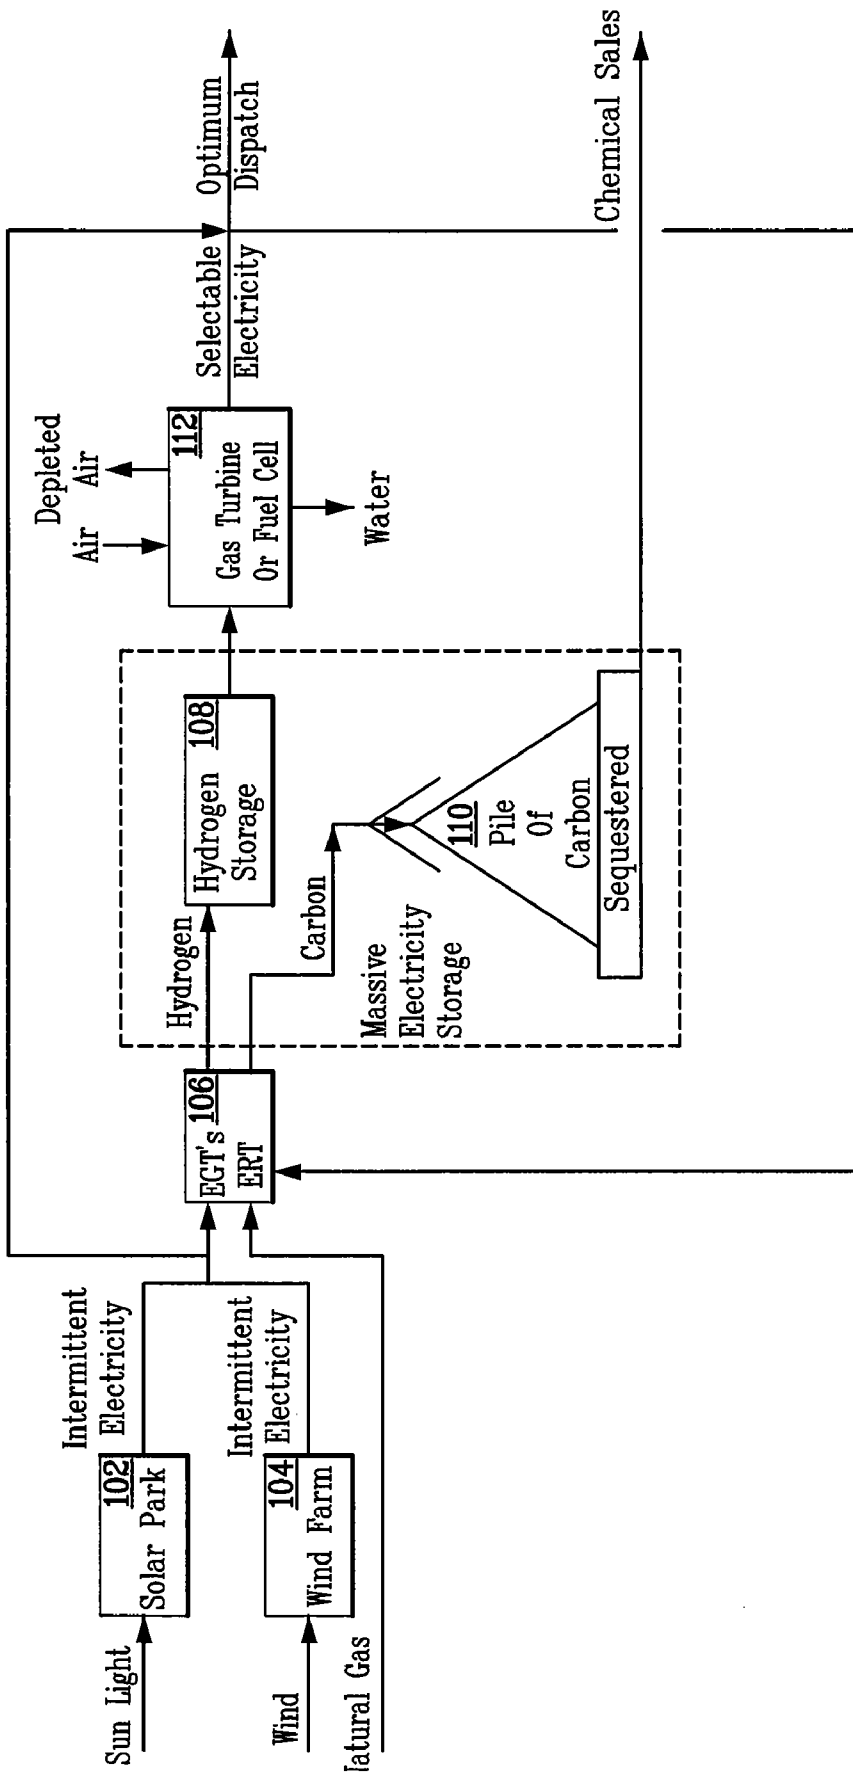 Sun Light
102
Solar Park
Intermittent
Electricity
Wind
104
Wind Farm
Intermittent
Electricity
Natural Gas
106
EGT's
ERT
Hydrogen
108
Hydrogen
Storage
Carbon
Massive
Electricity
Storage
110
Pile
Of
Carbon
Sequestered
Air
Depleted
Air
112
Gas Turbine
Or Fuel Cell
Water
Selectable
Electricity
Optimum
Dispatch
Chemical Sales